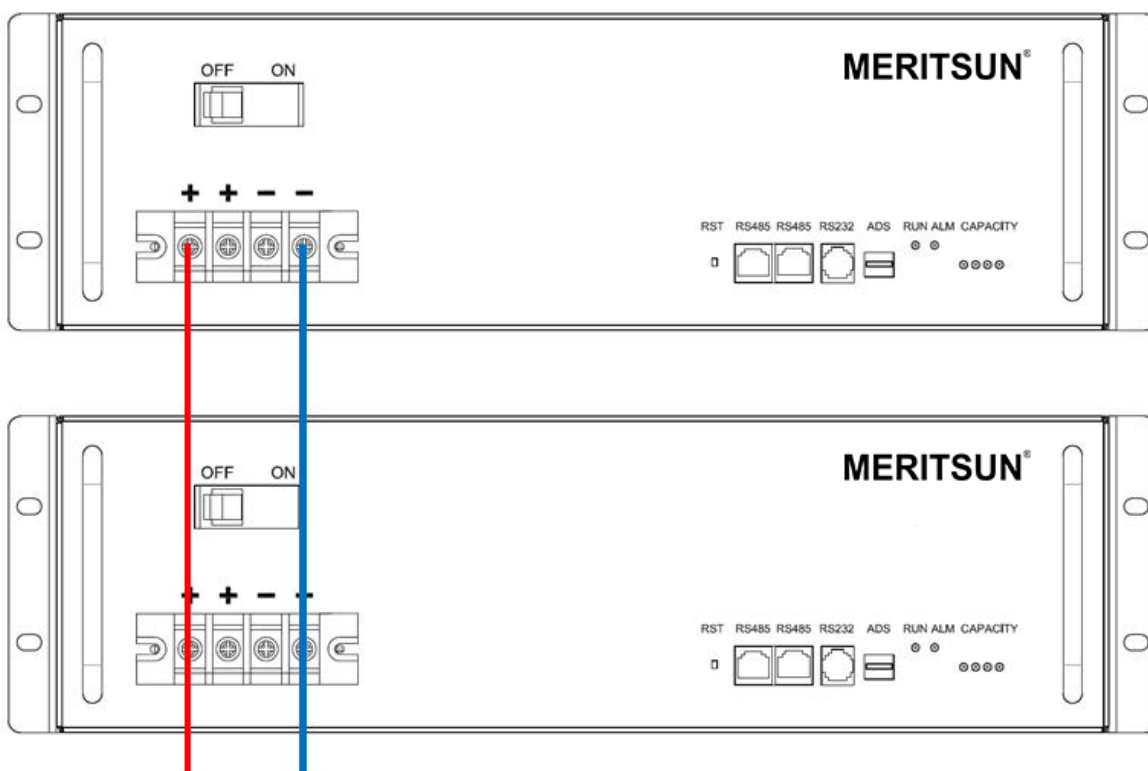 OFF ON
MERITSUN®
+ + − −
RST RS485 RS485 RS232 ADS RUN ALM CAPACITY
OFF ON
MERITSUN®
+ + − −
RST RS485 RS485 RS232 ADS RUN ALM CAPACITY